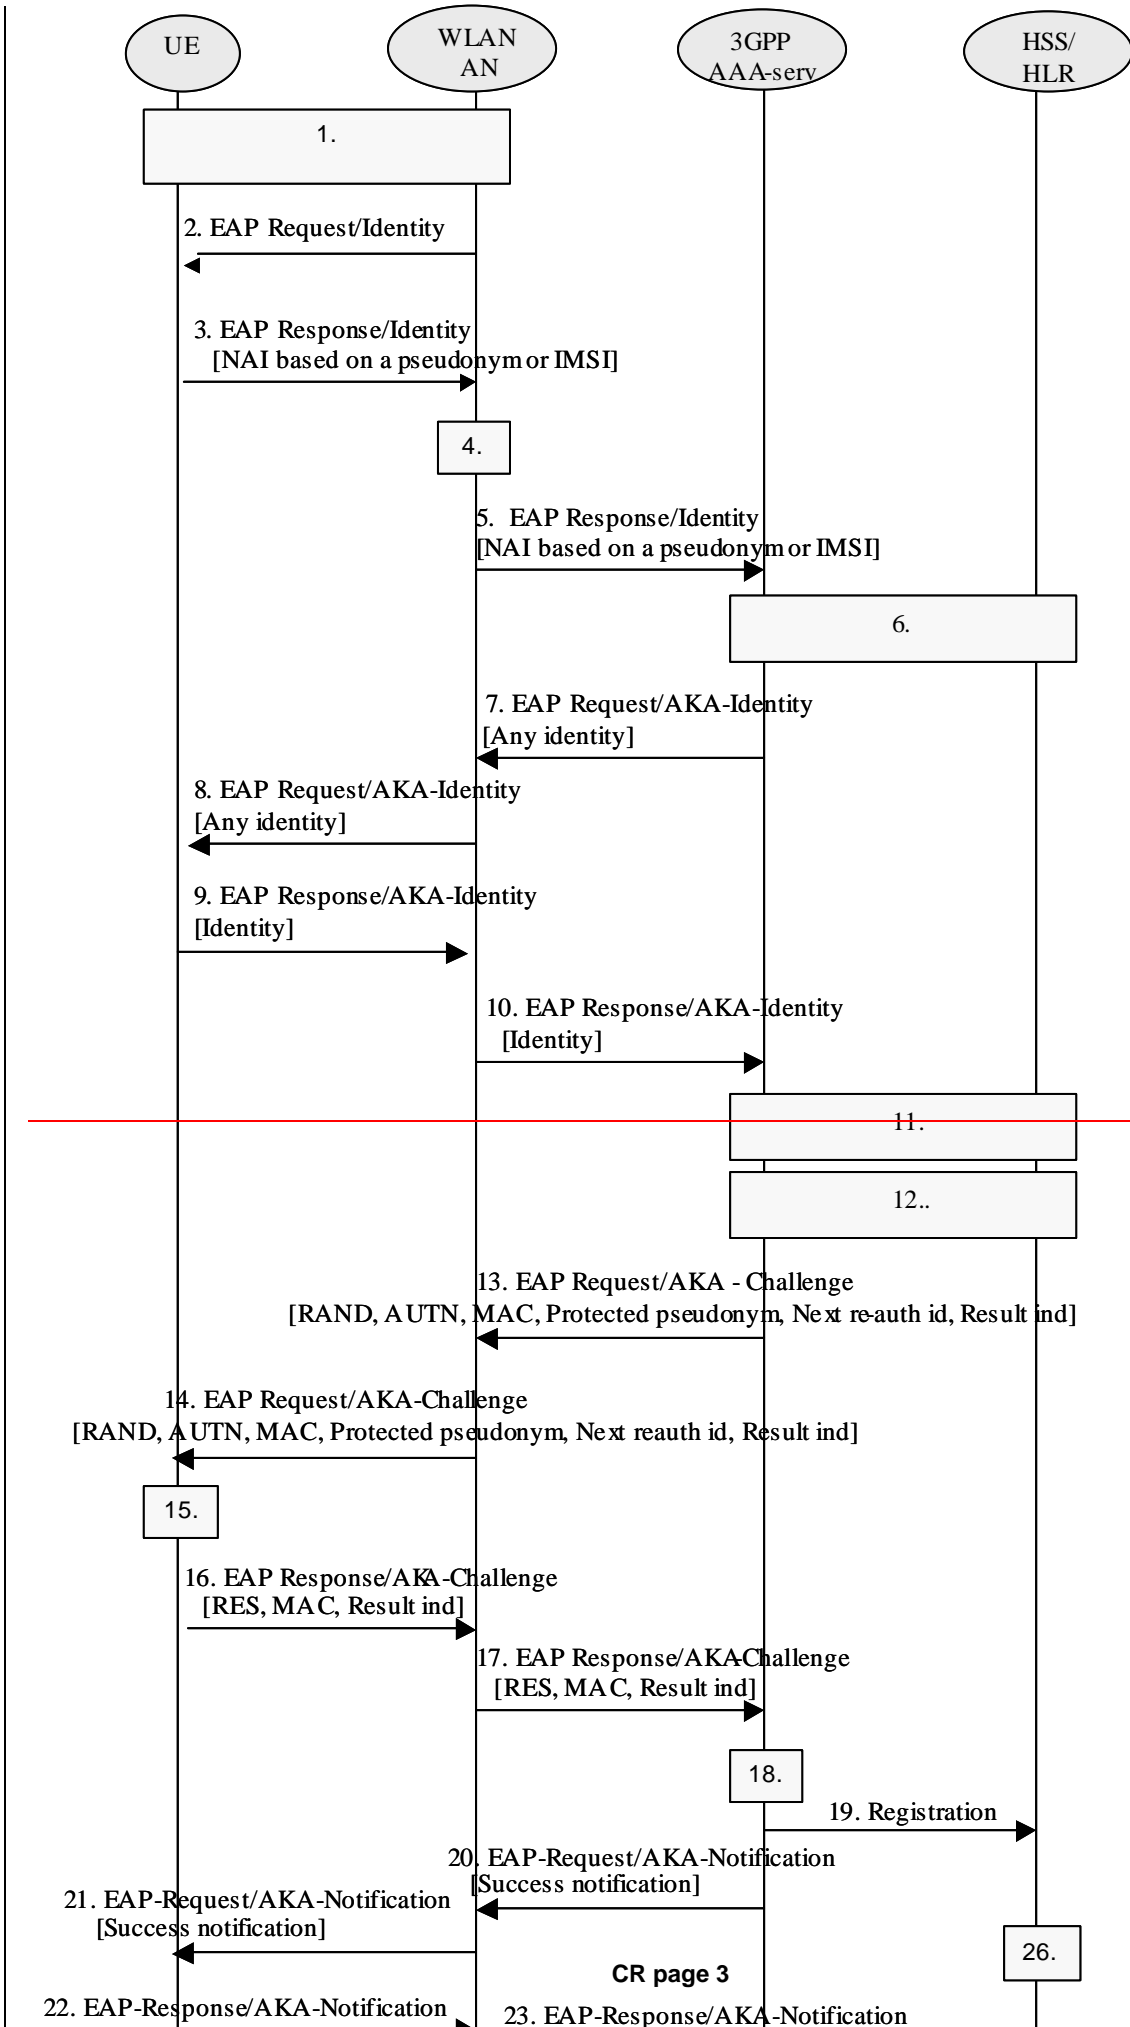 UE
WLAN
AN
3GPP
AAA-serv
HSS/
HLR
1.
2. EAP Request/Identity
3. EAP Response/Identity
[NAI based on a pseudonym or IMSI]
4.
5. EAP Response/Identity
[NAI based on a pseudonym or IMSI]
6.
7. EAP Request/AKA-Identity
[Any identity]
8. EAP Request/AKA-Identity
[Any identity]
9. EAP Response/AKA-Identity
[Identity]
10. EAP Response/AKA-Identity
[Identity]
11.
12..
13. EAP Request/AKA - Challenge
[RAND, AUTN, MAC, Protected pseudonym, Next re-auth id, Result ind]
14. EAP Request/AKA-Challenge
[RAND, AUTN, MAC, Protected pseudonym, Next reauth id, Result ind]
15.
16. EAP Response/AKA-Challenge
[RES, MAC, Result ind]
17. EAP Response/AKA-Challenge
[RES, MAC, Result ind]
18.
19. Registration
20. EAP-Request/AKA-Notification
[Success notification]
21. EAP-Request/AKA-Notification
[Success notification]
26.
CR page 3
22. EAP-Response/AKA-Notification
23. EAP-Response/AKA-Notification